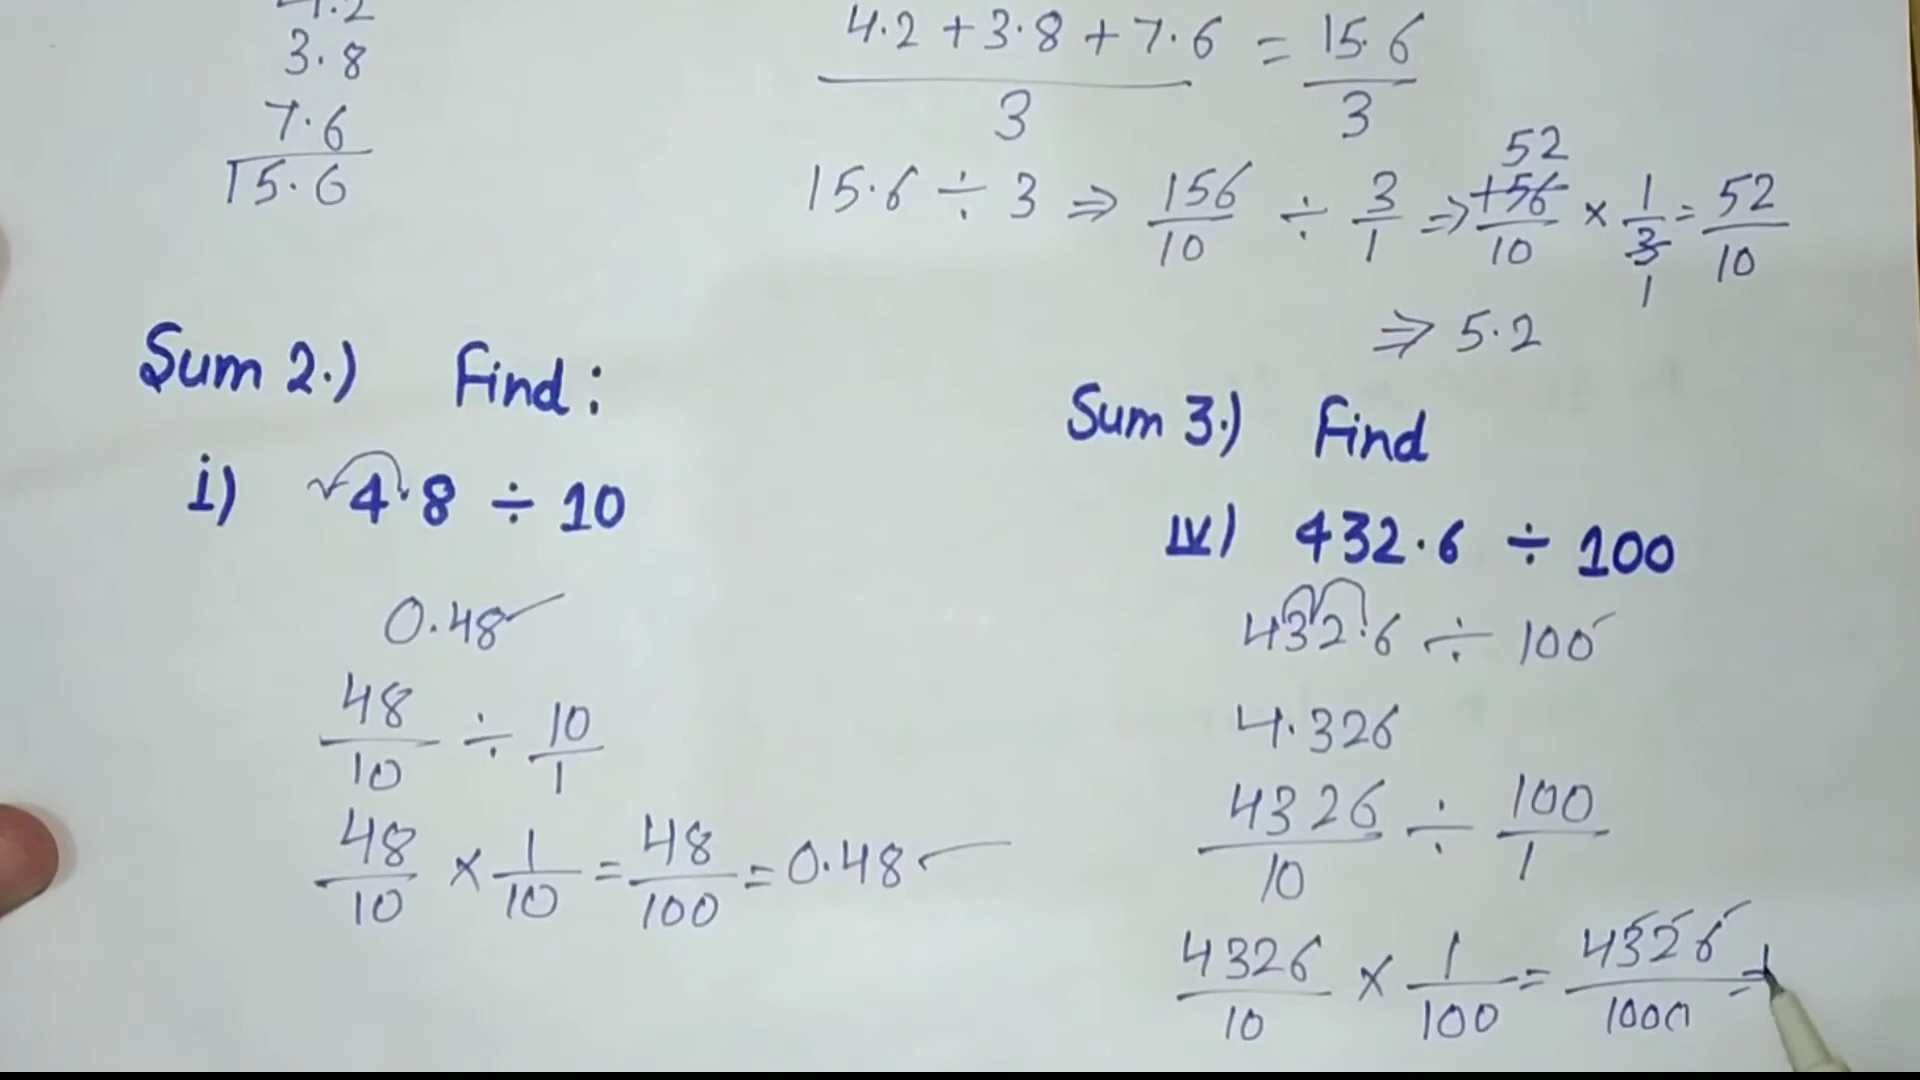 4.2
3.8
7.6
15.6
4.2 + 3.8 + 7.6 = 15.6
3 3
15.6 ÷ 3 ⇒ 156/10 ÷ 3/1 ⇒ 156/10 × 1/3 = 52/10
52
1
⇒ 5.2
Sum 2.) Find:
i) 4.8 ÷ 10
0.48
48/10 ÷ 10/1
48/10 × 1/10 = 48/100 = 0.48
Sum 3.) Find
iv) 432.6 ÷ 100
432.6 ÷ 100
4.326
4326/10 ÷ 100/1
4326/10 × 1/100 = 4326/1000 =